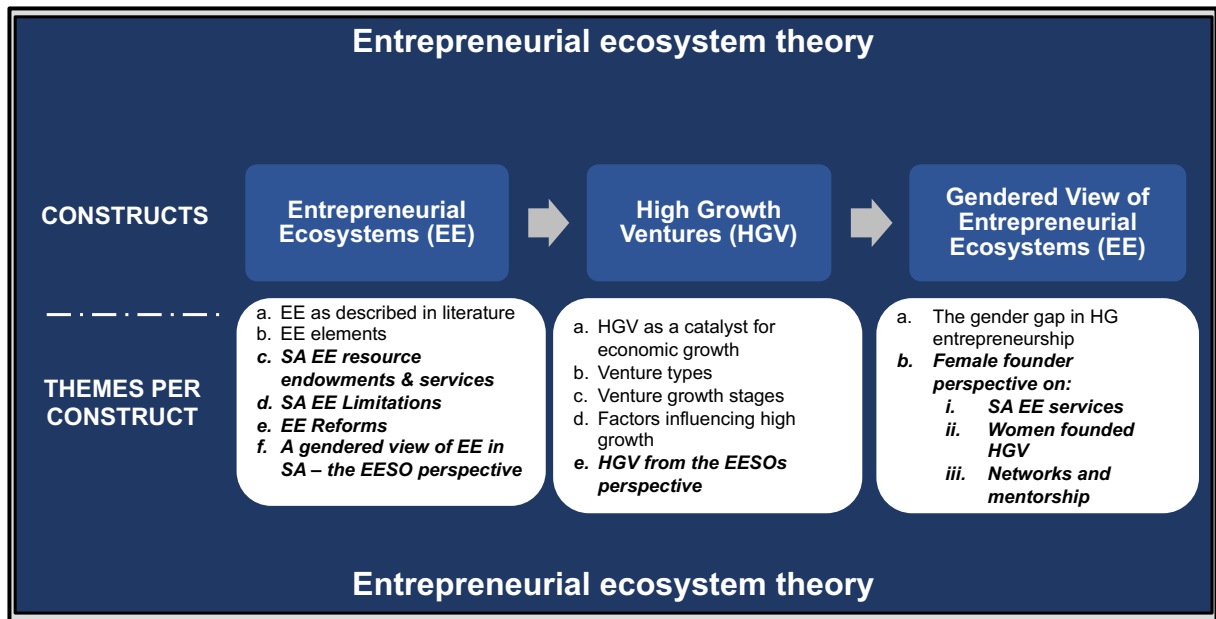 Entrepreneurial ecosystem theory
CONSTRUCTS
Entrepreneurial
Ecosystems (EE)
High Growth
Ventures (HGV)
Gendered View of
Entrepreneurial
Ecosystems (EE)
THEMES PER
CONSTRUCT
a. EE as described in literature
b. EE elements
c. SA EE resource
endowments & services
d. SA EE Limitations
e. EE Reforms
f. A gendered view of EE in
SA – the EESO perspective
a. HGV as a catalyst for
economic growth
b. Venture types
c. Venture growth stages
d. Factors influencing high
growth
e. HGV from the EESOs
perspective
a. The gender gap in HG
entrepreneurship
b. Female founder
perspective on:
i. SA EE services
ii. Women founded
HGV
iii. Networks and
mentorship
Entrepreneurial ecosystem theory